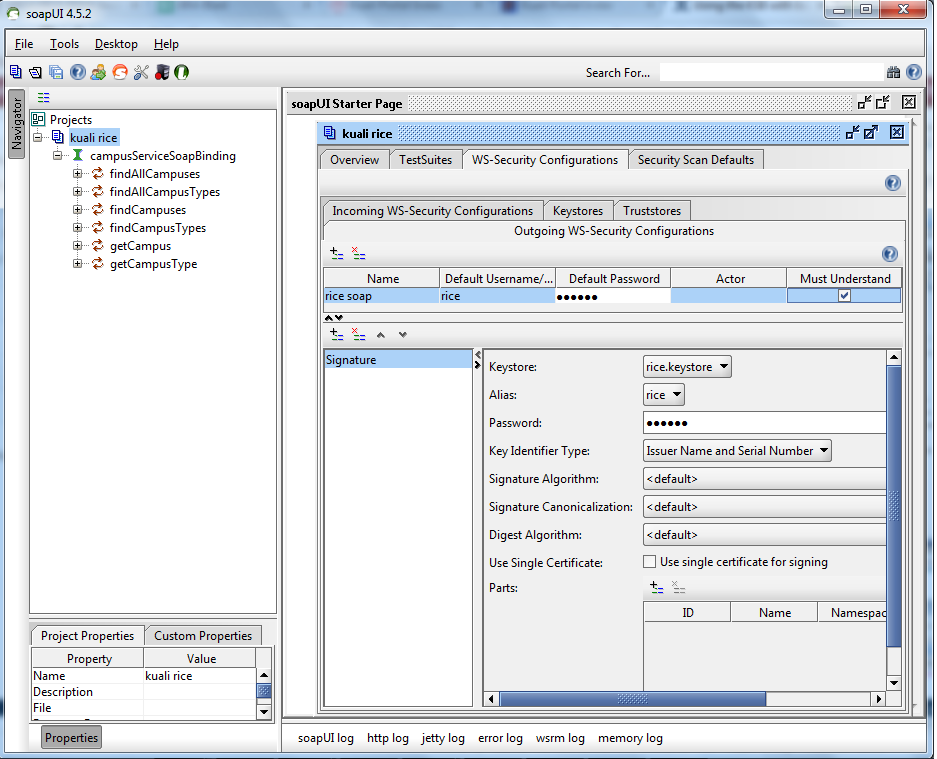 soapUI 4.5.2
File Tools Desktop Help
Search For...
Navigator
soapUI Starter Page
Projects
kuali rice
campusServiceSoapBinding
findAllCampuses
findAllCampusTypes
findCampuses
findCampusTypes
getCampus
getCampusType
kuali rice
Overview TestSuites WS-Security Configurations Security Scan Defaults
Incoming WS-Security Configurations Keystores Truststores
Outgoing WS-Security Configurations
Name Default Username/... Default Password Actor Must Understand
rice soap rice ●●●●●●
Signature
Keystore: rice.keystore
Alias: rice
Password: ●●●●●●
Key Identifier Type: Issuer Name and Serial Number
Signature Algorithm: <default>
Signature Canonicalization: <default>
Digest Algorithm: <default>
Use Single Certificate: Use single certificate for signing
Parts:
ID Name Namespac
Project Properties Custom Properties
Property Value
Name kuali rice
Description
File
Properties
soapUI log http log jetty log error log wsrm log memory log